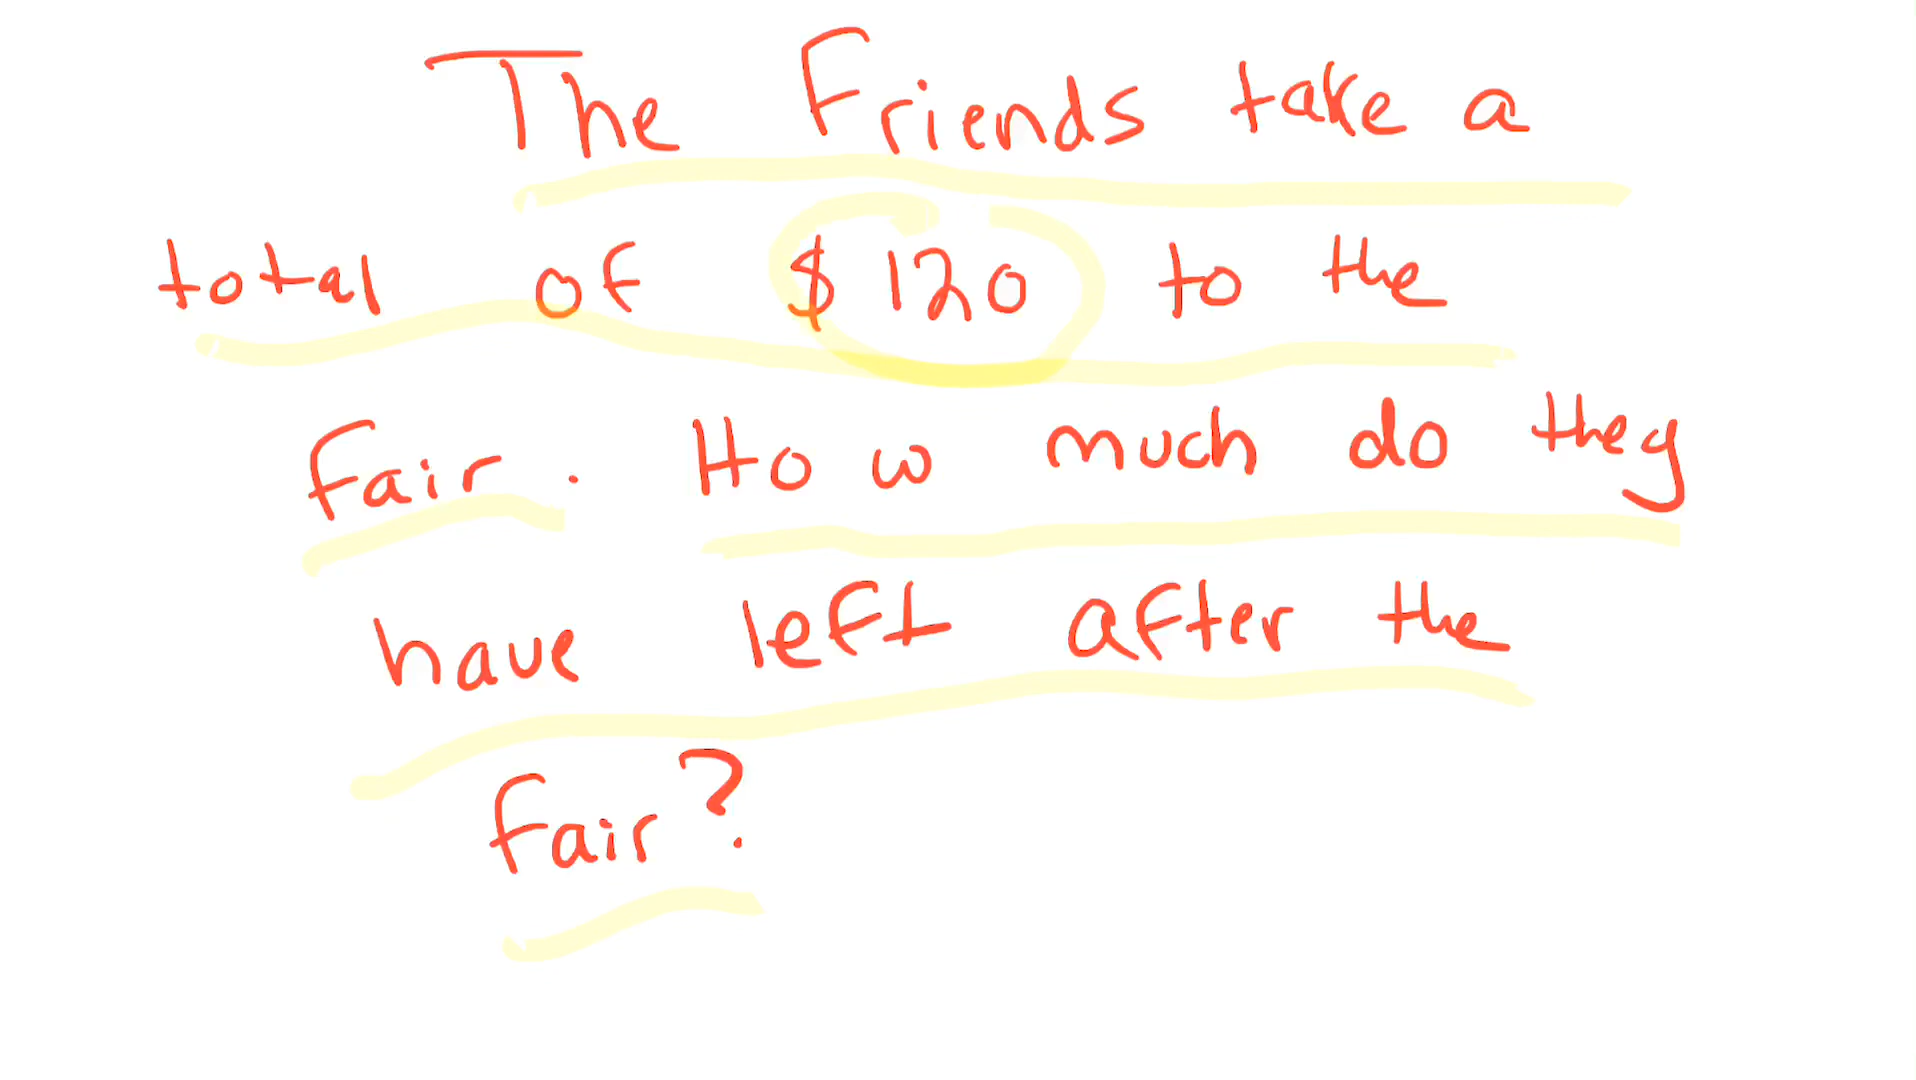 The Friends take a
total of $120 to the
fair. How much do they
have left after the
fair?